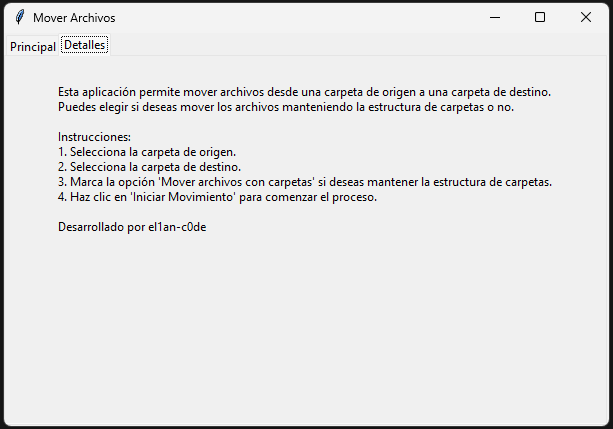 Mover Archivos
Principal
Detalles
Esta aplicación permite mover archivos desde una carpeta de origen a una carpeta de destino.
Puedes elegir si deseas mover los archivos manteniendo la estructura de carpetas o no.
Instrucciones:
1. Selecciona la carpeta de origen.
2. Selecciona la carpeta de destino.
3. Marca la opción 'Mover archivos con carpetas' si deseas mantener la estructura de carpetas.
4. Haz clic en 'Iniciar Movimiento' para comenzar el proceso.
Desarrollado por el1an-c0de